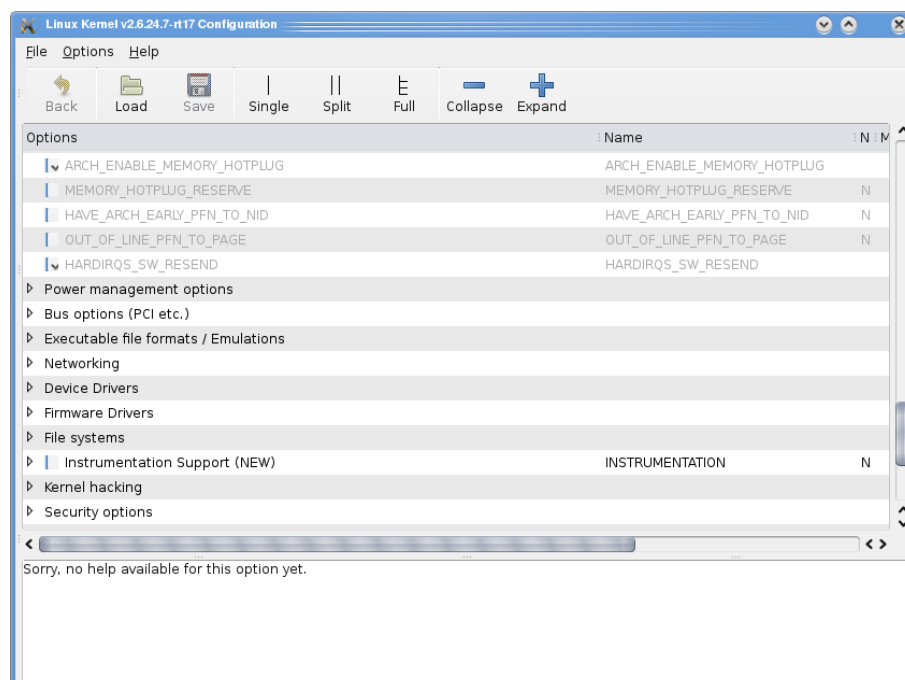 Linux Kernel v2.6.24.7-rt17 Configuration
File Options Help
Back Load Save Single Split Full Collapse Expand
Options Name N M
ARCH_ENABLE_MEMORY_HOTPLUG ARCH_ENABLE_MEMORY_HOTPLUG
MEMORY_HOTPLUG_RESERVE MEMORY_HOTPLUG_RESERVE N
HAVE_ARCH_EARLY_PFN_TO_NID HAVE_ARCH_EARLY_PFN_TO_NID N
OUT_OF_LINE_PFN_TO_PAGE OUT_OF_LINE_PFN_TO_PAGE N
HARDIRQS_SW_RESEND HARDIRQS_SW_RESEND
Power management options
Bus options (PCI etc.)
Executable file formats / Emulations
Networking
Device Drivers
Firmware Drivers
File systems
Instrumentation Support (NEW) INSTRUMENTATION N
Kernel hacking
Security options
Sorry, no help available for this option yet.